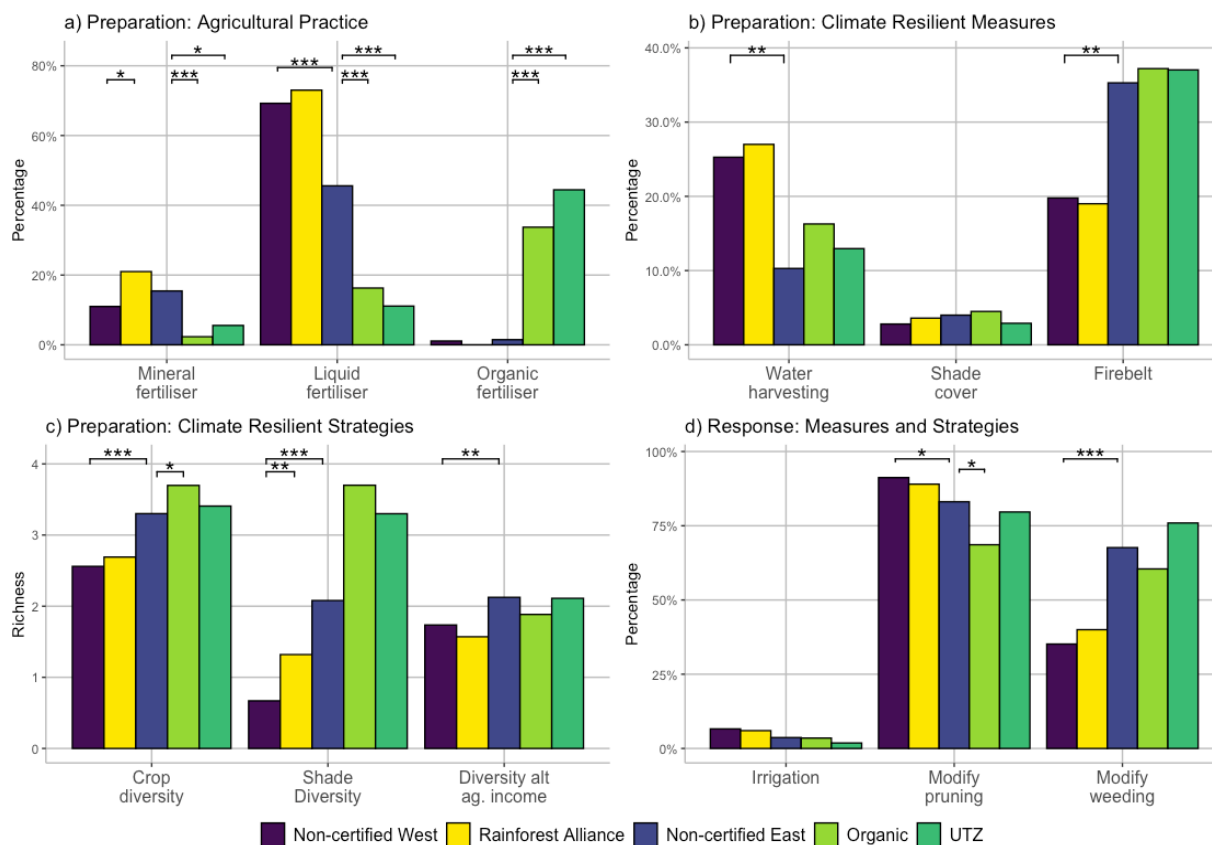 a) Preparation: Agricultural Practice
* *
*** ***
*** ***
***
***
80%
60%
40%
20%
0%
Percentage
Mineral
fertiliser
Liquid
fertiliser
Organic
fertiliser
b) Preparation: Climate Resilient Measures
** **
40.0%
30.0%
20.0%
10.0%
0.0%
Percentage
Water
harvesting
Shade
cover
Firebelt
c) Preparation: Climate Resilient Strategies
*** *** **
* **
4
3
2
1
0
Richness
Crop
diversity
Shade
Diversity
Diversity alt
ag. income
d) Response: Measures and Strategies
* ***
*
100%
75%
50%
25%
0%
Percentage
Irrigation
Modify
pruning
Modify
weeding
Non-certified West Rainforest Alliance Non-certified East Organic UTZ